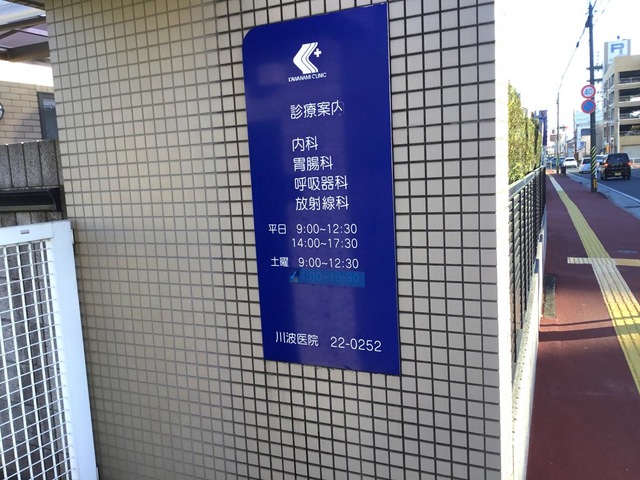 KAWANAMI CLINIC
診療案内
内科
胃腸科
呼吸器科
放射線科
平日 9:00~12:30
14:00~17:30
土曜 9:00~12:30
川波医院 22-0252
P
40